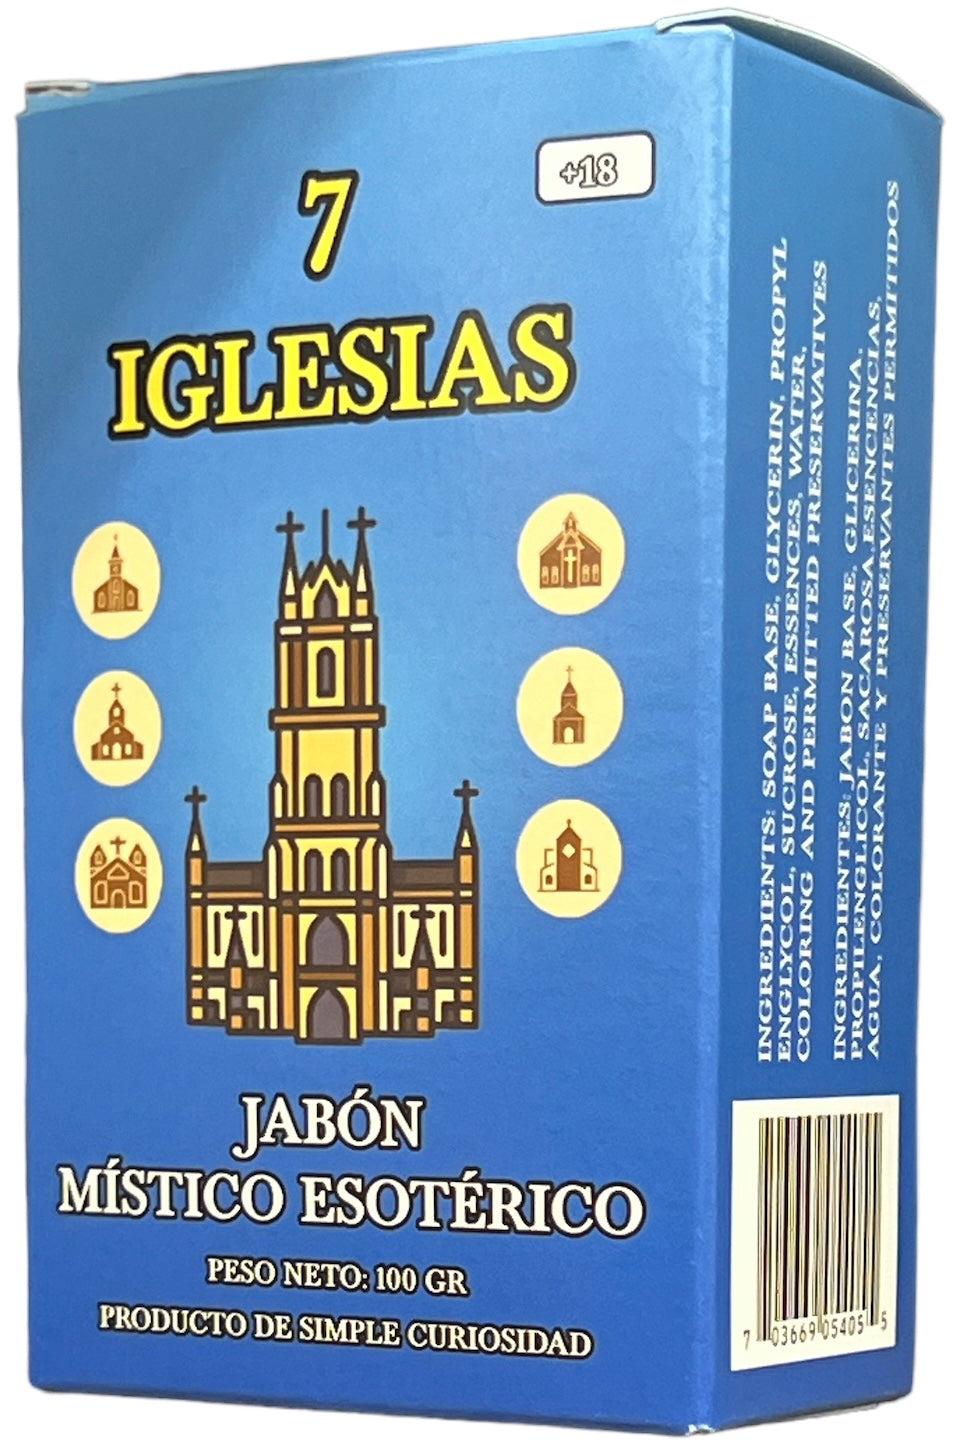 +18
7
IGLESIAS
JABÓN
MÍSTICO ESOTÉRICO
PESO NETO: 100 GR
PRODUCTO DE SIMPLE CURIOSIDAD
INGREDIENTS: SOAP BASE, GLYCERIN, PROPYL
ENGLYCOL, SUCROSE, ESSENCES, WATER,
COLORING AND PERMITTED PRESERVATIVES
INGREDIENTES: JABON BASE, GLICERINA,
PROPILENGLICOL, SACAROSA,ESENCENCIAS,
AGUA, COLORANTE Y PRESERVANTES PERMITIDOS
7 03669 05405 5